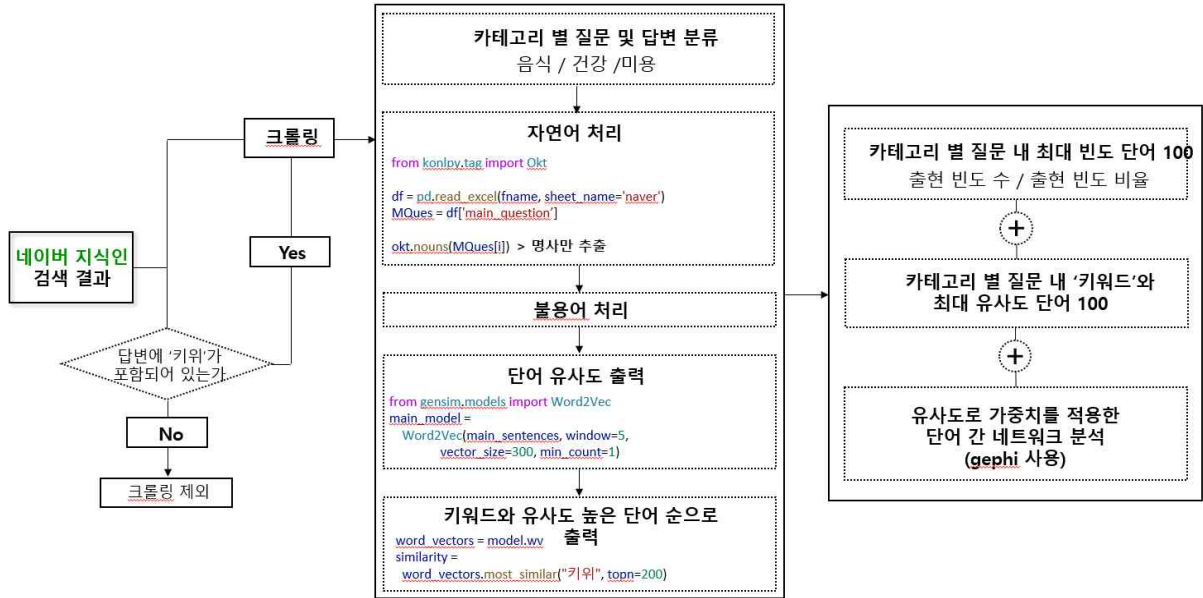 네이버 지식인
검색 결과
답변에 '키위'가
포함되어 있는가
Yes
No
크롤링 제외
크롤링
카테고리 별 질문 및 답변 분류
음식 / 건강 /미용
자연어 처리
from konlpy.tag import Okt
df = pd.read_excel(fname, sheet_name='naver')
MQues = df['main_question']
okt.nouns(MQues[i]) > 명사만 추출
불용어 처리
단어 유사도 출력
from gensim.models import Word2Vec
main_model =
Word2Vec(main_sentences, window=5,
vector_size=300, min_count=1)
키워드와 유사도 높은 단어 순으로
출력
word_vectors = model.wv
similarity =
word_vectors.most_similar("키위", topn=200)
카테고리 별 질문 내 최대 빈도 단어 100
출현 빈도 수 / 출현 빈도 비율
+
카테고리 별 질문 내 '키워드'와
최대 유사도 단어 100
+
유사도로 가중치를 적용한
단어 간 네트워크 분석
(gephi 사용)